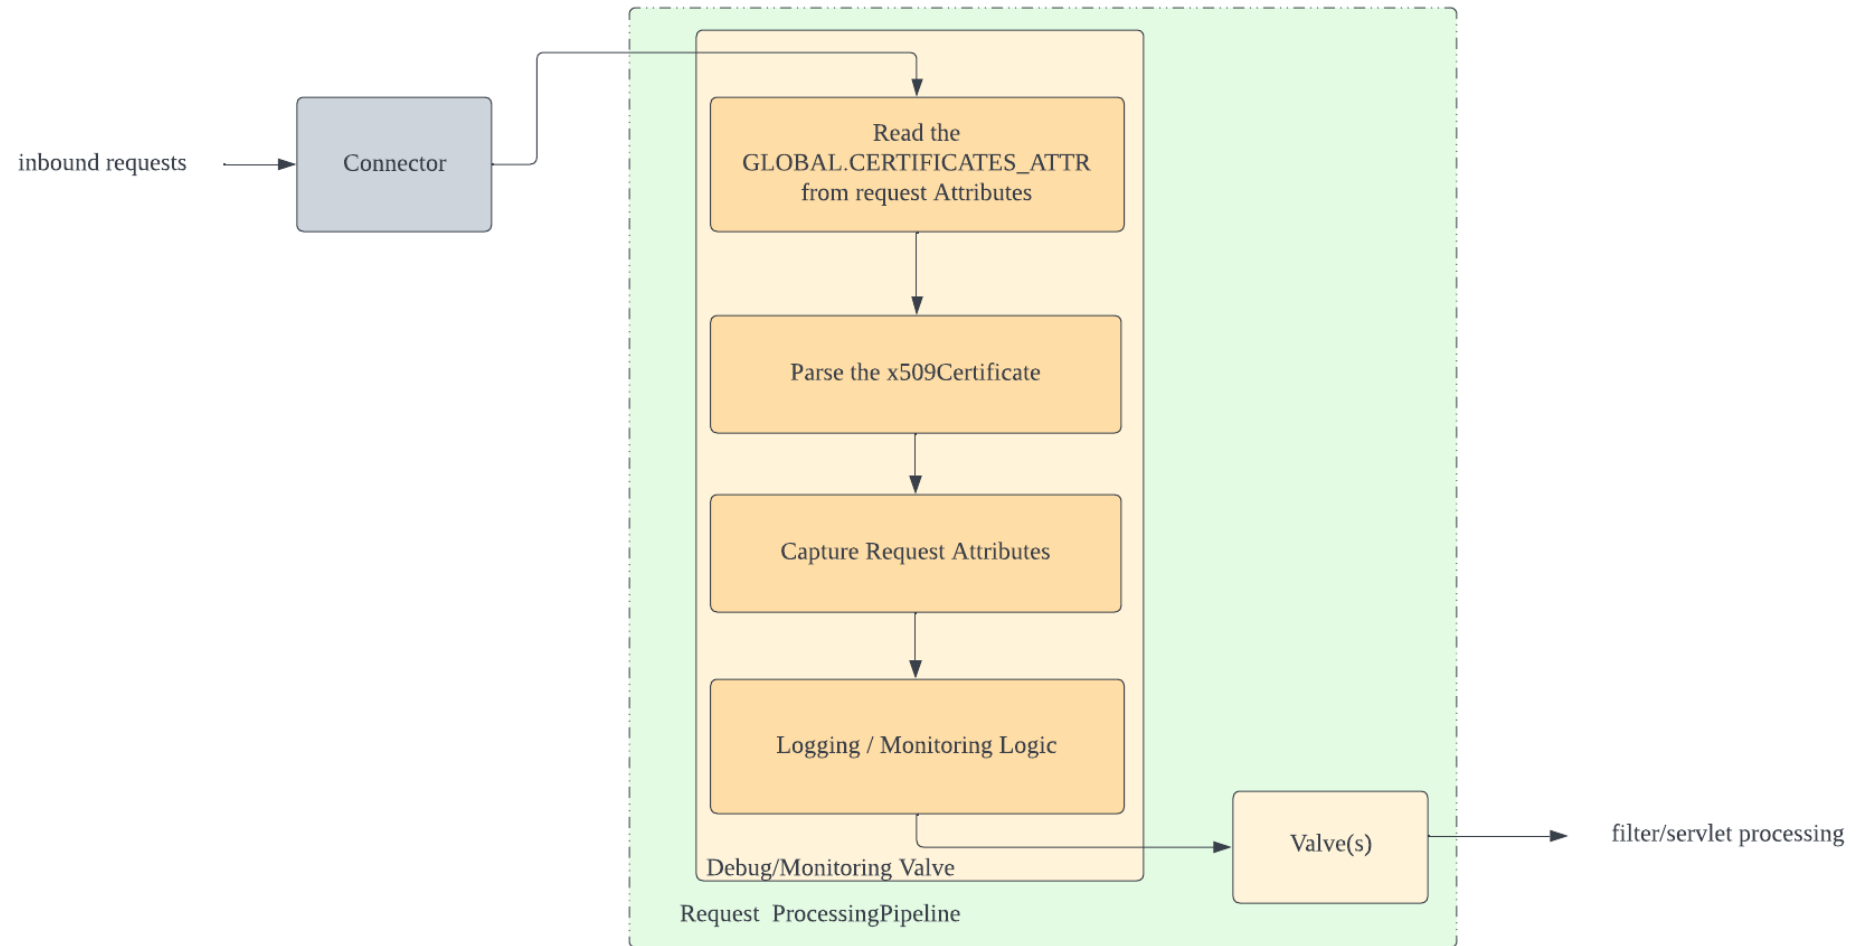 inbound requests
Connector
Read the
GLOBAL.CERTIFICATES_ATTR
from request Attributes
Parse the x509Certificate
Capture Request Attributes
Logging / Monitoring Logic
Debug/Monitoring Valve
Request  ProcessingPipeline
Valve(s)
filter/servlet processing